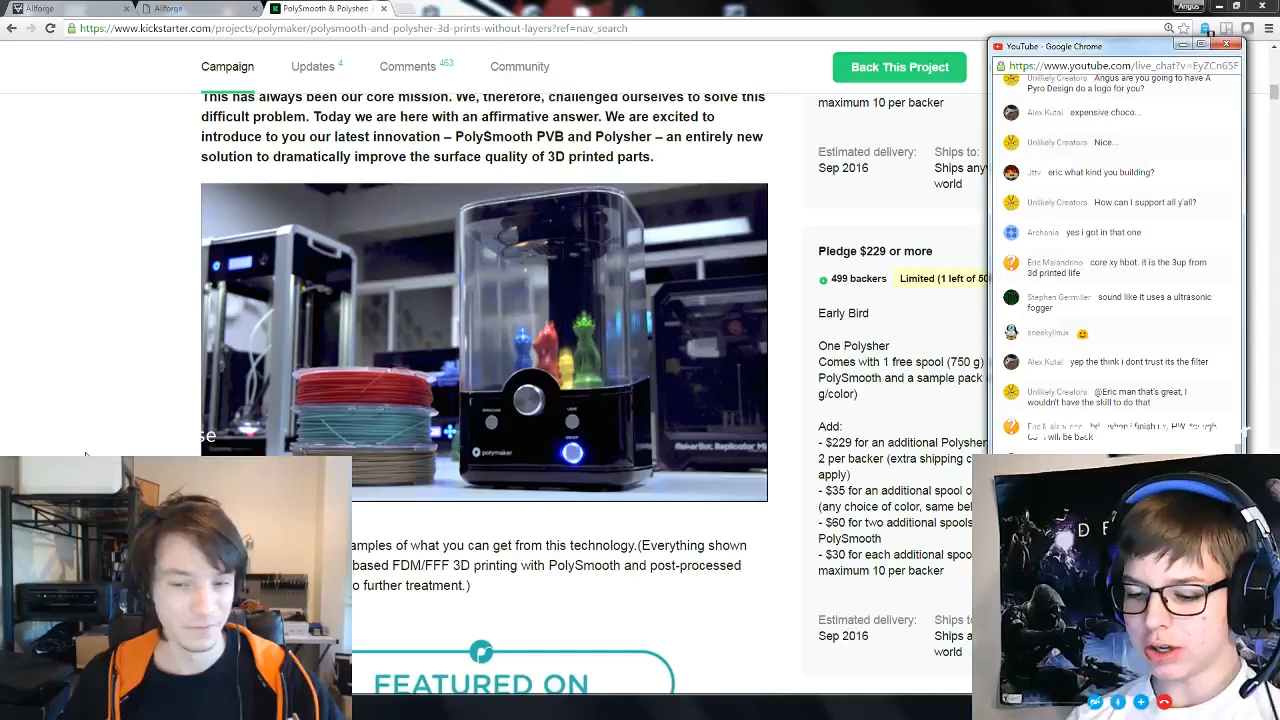 Allforge
Allforge
PolySmooth & Polysher:
Angus
https://www.kickstarter.com/projects/polymaker/polysmooth-and-polysher-3d-prints-without-layers?ref=nav_search
Campaign
Updates 4
Comments 463
Community
Back This Project
This has always been our core mission. We, therefore, challenged ourselves to solve this
difficult problem. Today we are here with an affirmative answer. We are excited to
introduce to you our latest innovation – PolySmooth PVB and Polysher – an entirely new
solution to dramatically improve the surface quality of 3D printed parts.
polymaker
se
amples of what you can get from this technology.(Everything shown
based FDM/FFF 3D printing with PolySmooth and post-processed
o further treatment.)
FEATURED ON
maximum 10 per backer
Estimated delivery:
Ships to:
Sep 2016
Ships any
world
Pledge $229 or more
499 backers
Limited (1 left of 50
Early Bird
One Polysher
Comes with 1 free spool (750 g)
PolySmooth and a sample pack
g/color)
Add:
- $229 for an additional Polysher
2 per backer (extra shipping c
apply)
- $35 for an additional spool o
(any choice of color, same bel
- $60 for two additional spools
PolySmooth
- $30 for each additional spoo
maximum 10 per backer
Estimated delivery:
Ships to
Sep 2016
Ships a
world
YouTube - Google Chrome
https://www.youtube.com/live_chat?v=EyZCn65F
Unlikely Creators Angus are you going to have A
Pyro Design do a logo for you?
Alex Kutal expensive choco...
Unlikely Creators Nice...
Jttv eric what kind you building?
Unlikely Creators How can I support all y'all?
Archania yes i got in that one
Eric Maiandrino core xy hbot. it is the 3up from
3d printed life
Stephen Germiller sound like it uses a ultrasonic
fogger
sneekylinux
Alex Kutal yep the think i dont trust its the filter
Unlikely Creators @Eric man that's great, I
wouldn't have the skill to do that
will be back